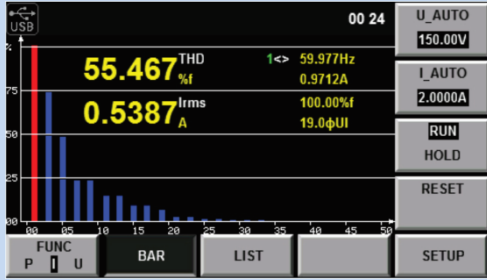 USB
00 24
U_AUTO
150.00V
%
55.467 THD %f
1<> 59.977Hz
0.9712A
I_AUTO
2.0000A
75
0.5387 Irms A
100.00%f
19.0ϕUI
50
RUN
HOLD
25
RESET
00
00 05 10 15 20 25 30 35 40 45 50
FUNC
P I U
BAR
LIST
SETUP